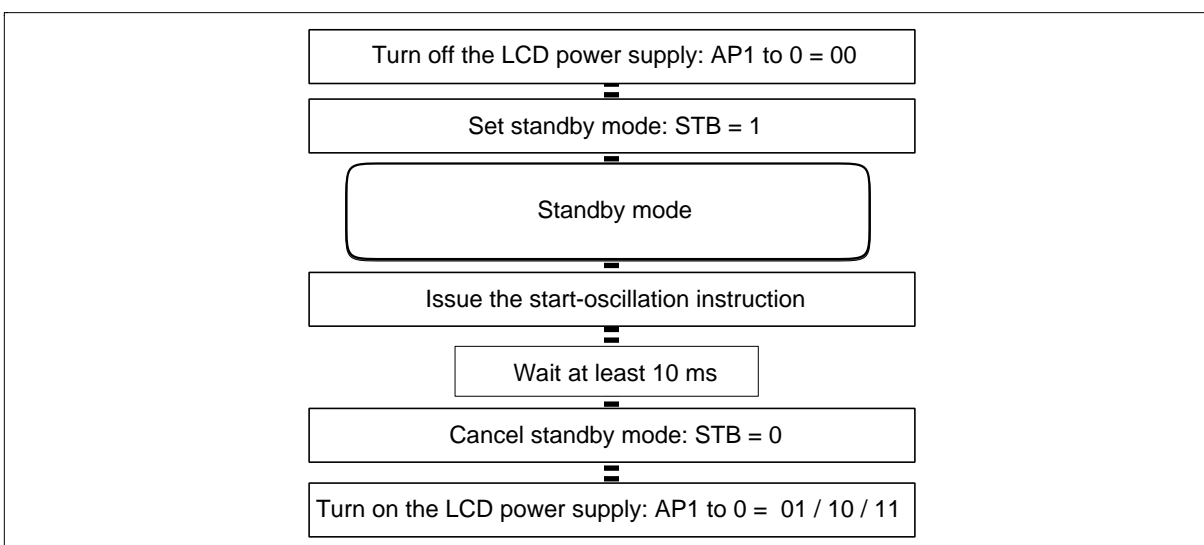 Turn off the LCD power supply: AP1 to 0 = 00
Set standby mode: STB = 1
Standby mode
Issue the start-oscillation instruction
Wait at least 10 ms
Cancel standby mode: STB = 0
Turn on the LCD power supply: AP1 to 0 = 01 / 10 / 11